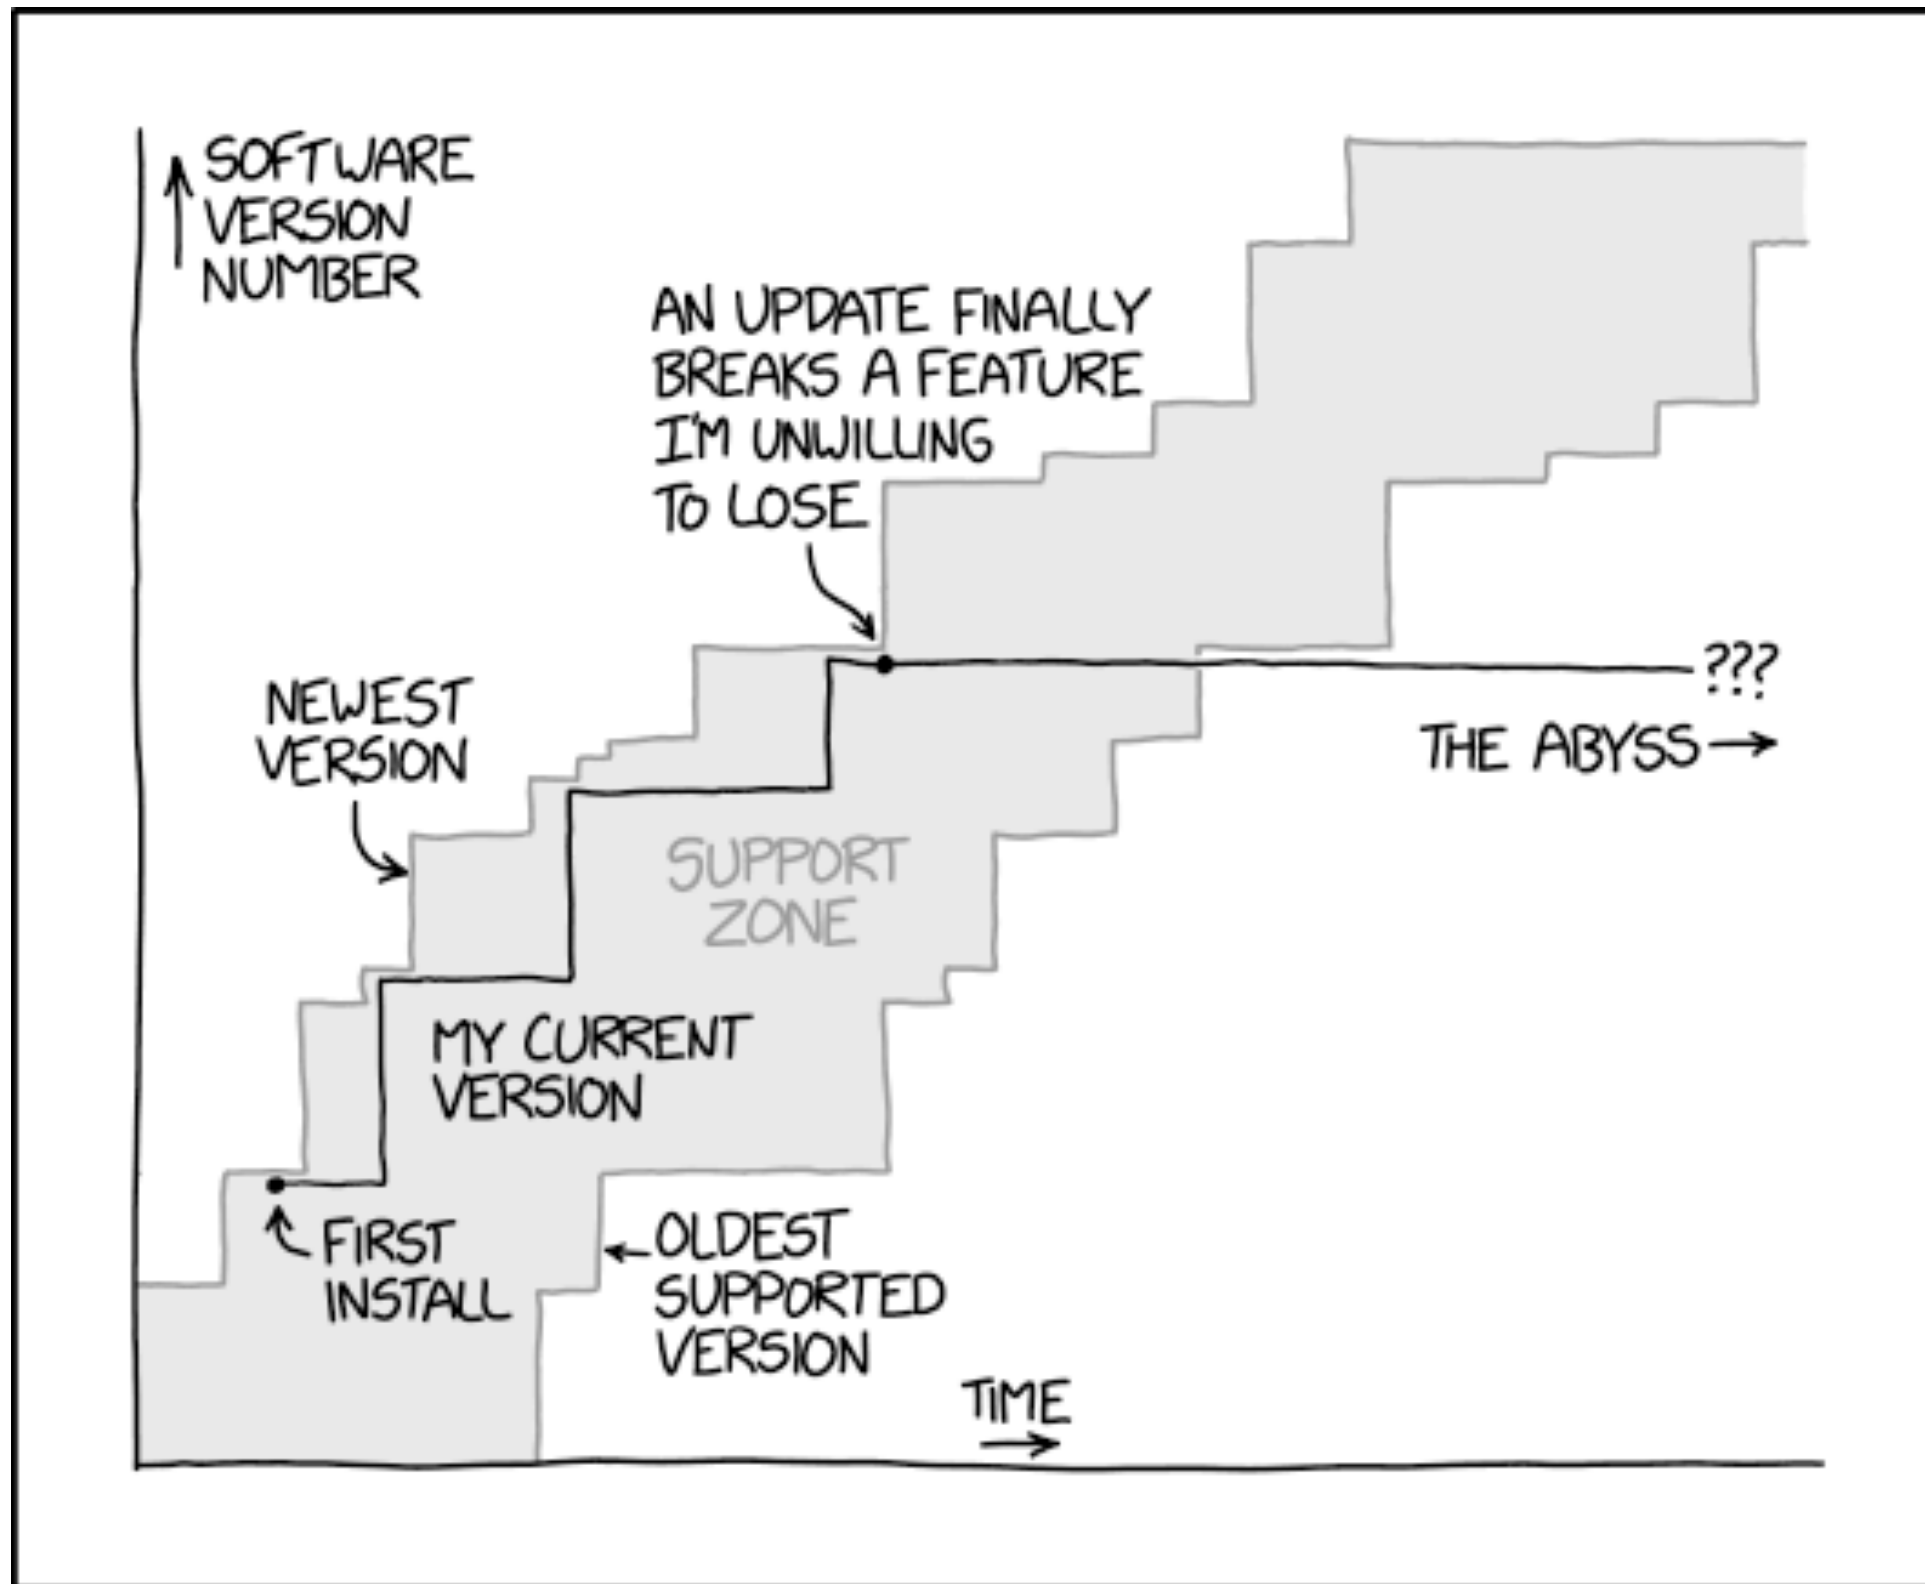 SOFTWARE
VERSION
NUMBER
AN UPDATE FINALLY
BREAKS A FEATURE
I'M UNWILLING
TO LOSE
NEWEST
VERSION
???
THE ABYSS
SUPPORT
ZONE
MY CURRENT
VERSION
FIRST
INSTALL
OLDEST
SUPPORTED
VERSION
TIME